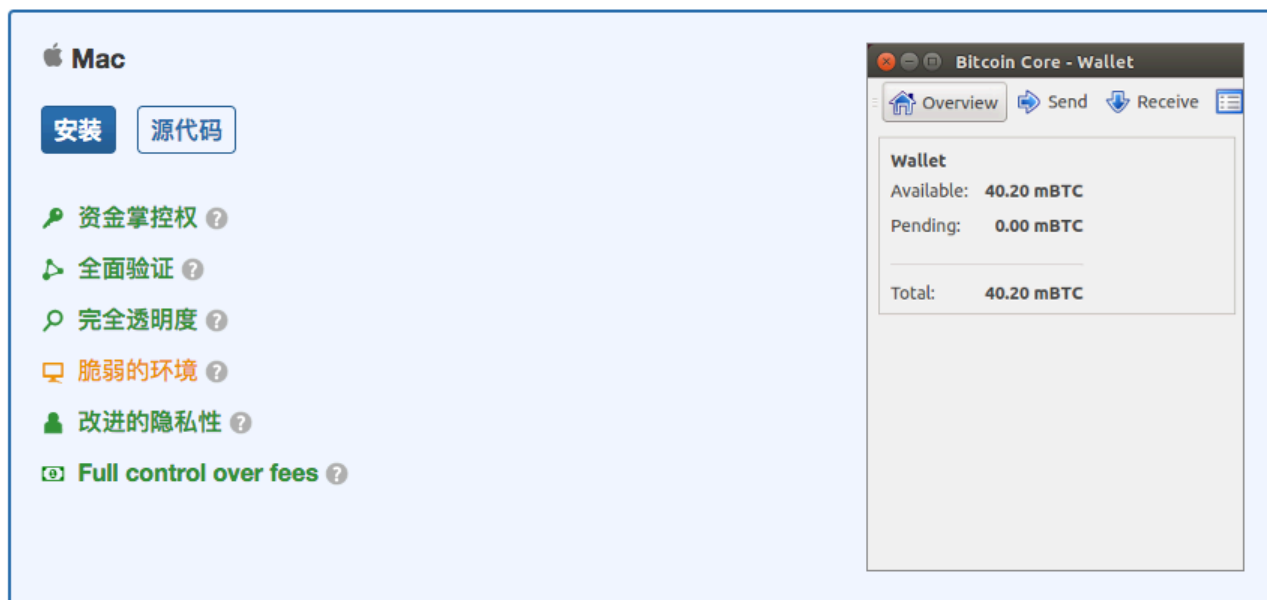 Mac
安装 源代码
资金掌控权 ?
全面验证 ?
完全透明度 ?
脆弱的环境 ?
改进的隐私性 ?
Full control over fees ?
Bitcoin Core - Wallet
Overview Send Receive
Wallet
Available: 40.20 mBTC
Pending: 0.00 mBTC
Total: 40.20 mBTC